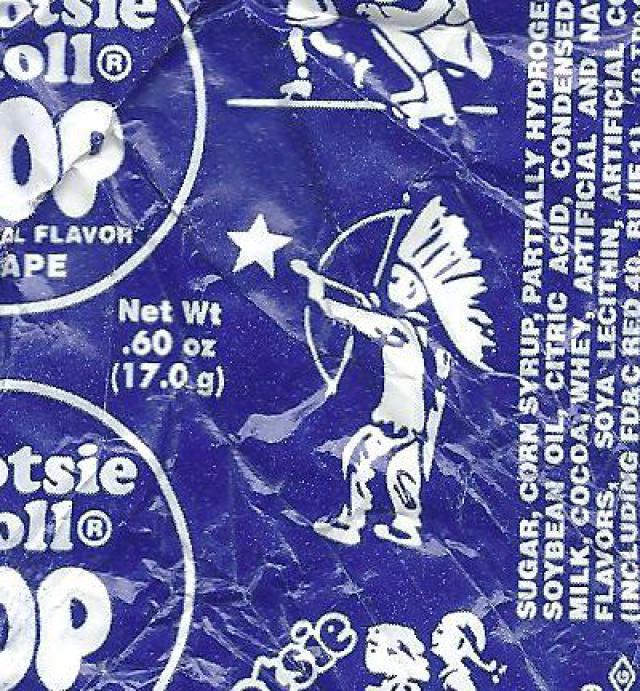 otsie
oll®
OP
AL FLAVOR
APE
Net Wt
.60 oz
(17.0 g)
otsie
oll®
OP
otsie
SUGAR, CORN SYRUP, PARTIALLY HYDROGE
SOYBEAN OIL, CITRIC ACID, CONDENSED
MILK, COCOA, WHEY, ARTIFICIAL AND NA
FLAVORS, SOYA LECITHIN, ARTIFICIAL C
(INCLUDING FD&C RED 40, BLUE 1).